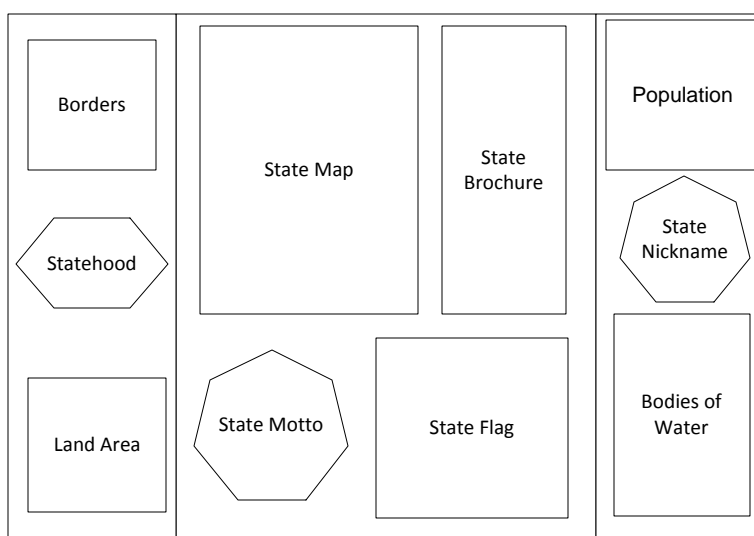 Borders
Statehood
Land Area
State Map
State
Brochure
State Motto
State Flag
Population
State
Nickname
Bodies of
Water